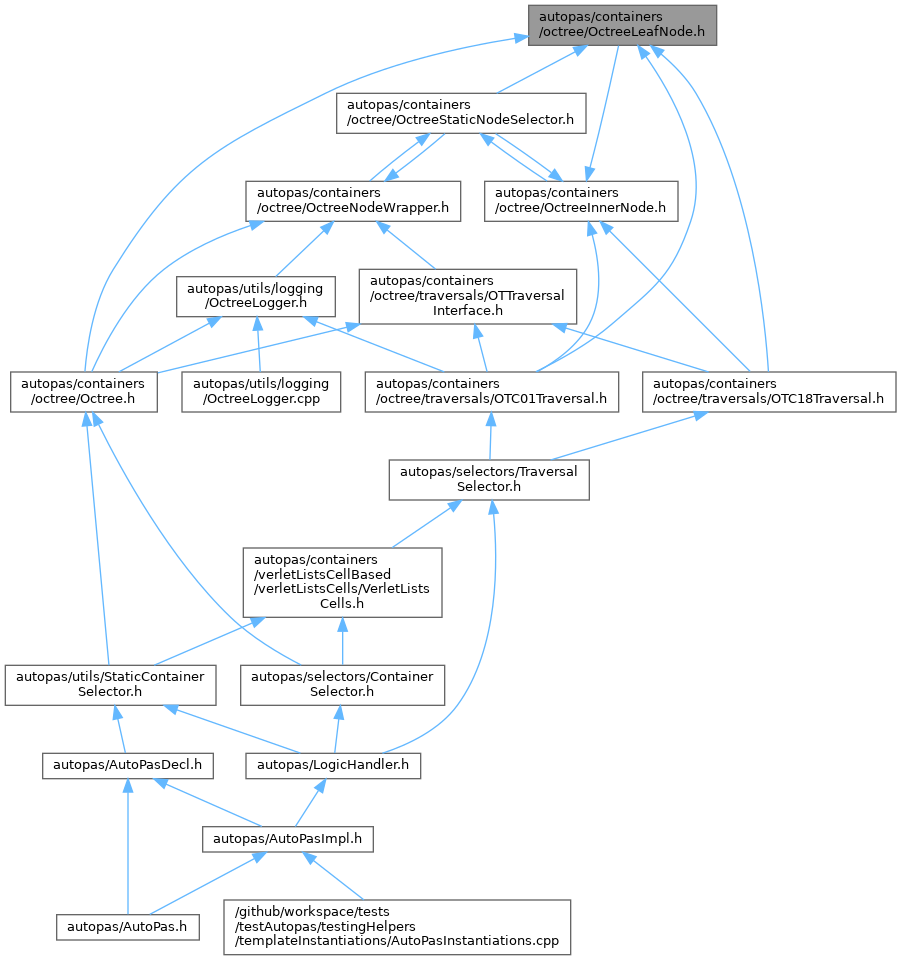 autopas/containers
/octree/OctreeLeafNode.h
autopas/containers
/octree/OctreeStaticNodeSelector.h
autopas/containers
/octree/OctreeNodeWrapper.h
autopas/containers
/octree/OctreeInnerNode.h
autopas/utils/logging
/OctreeLogger.h
autopas/containers
/octree/traversals/OTTraversal
Interface.h
autopas/containers
/octree/Octree.h
autopas/utils/logging
/OctreeLogger.cpp
autopas/containers
/octree/traversals/OTC01Traversal.h
autopas/containers
/octree/traversals/OTC18Traversal.h
autopas/selectors/Traversal
Selector.h
autopas/containers
/verletListsCellBased
/verletListsCells/VerletLists
Cells.h
autopas/utils/StaticContainer
Selector.h
autopas/selectors/Container
Selector.h
autopas/AutoPasDecl.h
autopas/LogicHandler.h
autopas/AutoPasImpl.h
autopas/AutoPas.h
/github/workspace/tests
/testAutopas/testingHelpers
/templateInstantiations/AutoPasInstantiations.cpp